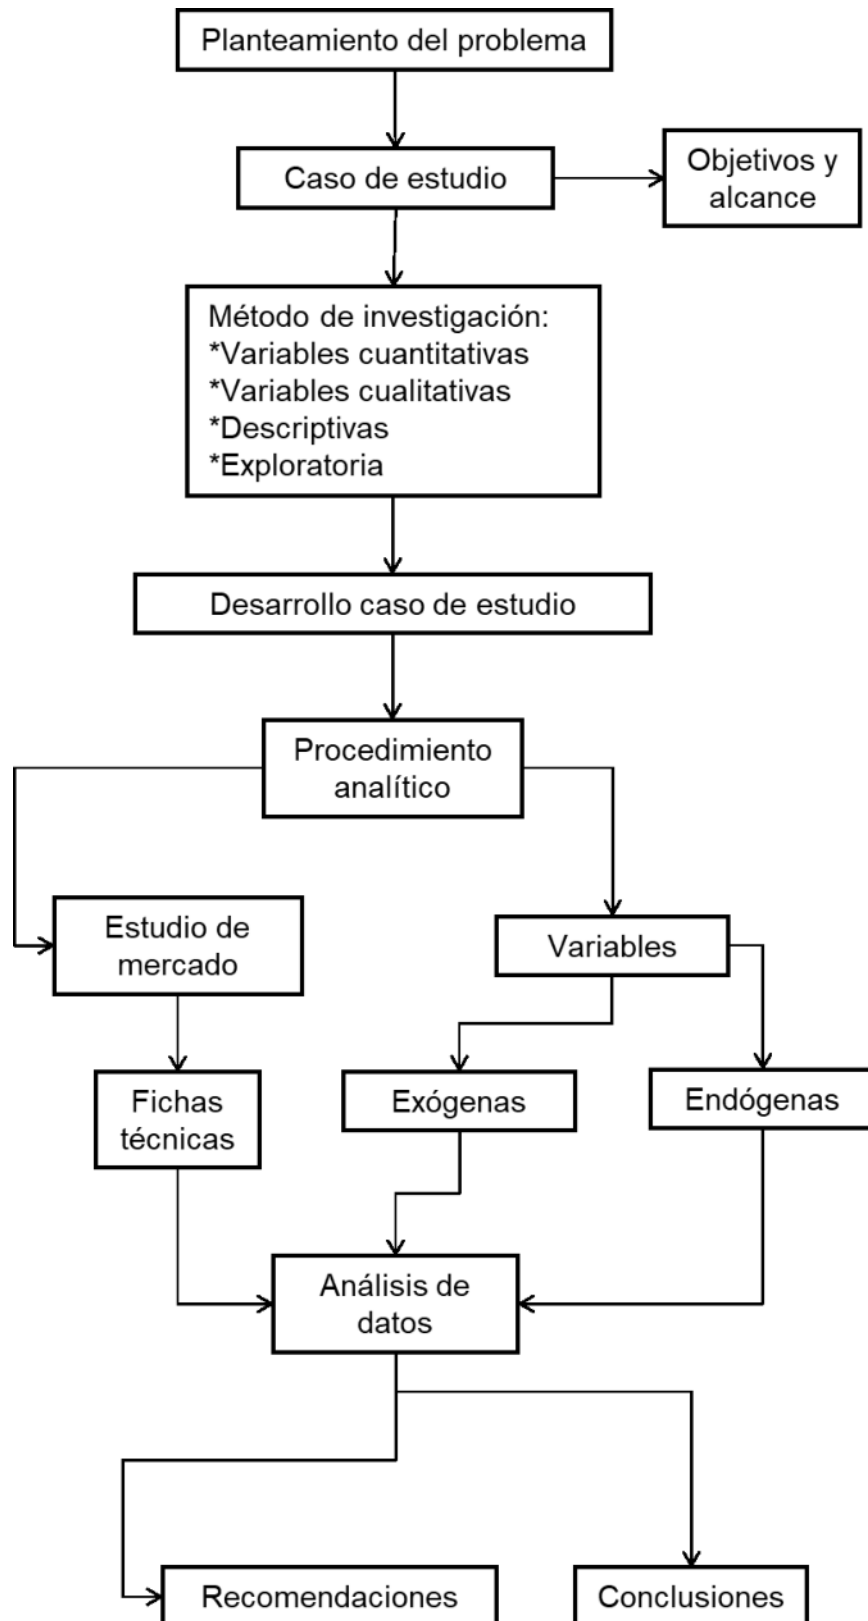 Planteamiento del problema
Caso de estudio
Objetivos y
alcance
Método de investigación:
*Variables cuantitativas
*Variables cualitativas
*Descriptivas
*Exploratoria
Desarrollo caso de estudio
Procedimiento
analítico
Estudio de
mercado
Variables
Fichas
técnicas
Exógenas
Endógenas
Análisis de
datos
Recomendaciones
Conclusiones